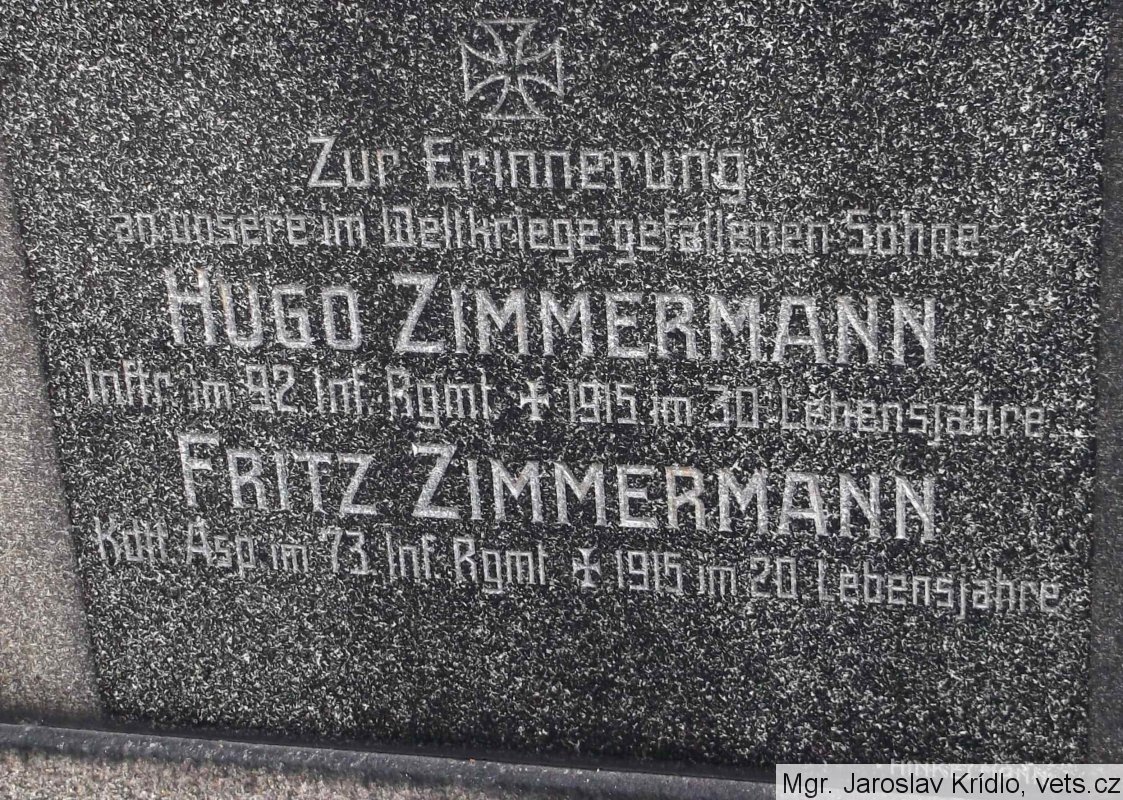 Zur Erinnerung
an unsere im Weltkriege gefallenen Söhne
HUGO ZIMMERMANN
Inftr. im 92. Inf. Rgmt. ✠ 1915 im 30. Lebensjahre.
FRITZ ZIMMERMANN
Kdtt. Asp. im 73. Inf. Rgmt. ✠ 1915 im 20. Lebensjahre.
Mgr. Jaroslav Krídlo, vets.cz